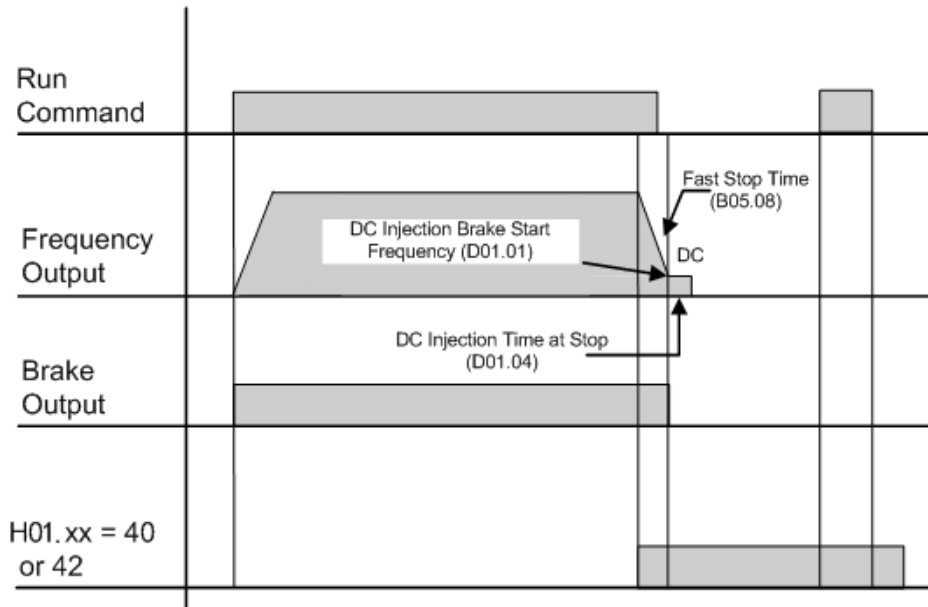 Run
Command
Fast Stop Time
(B05.08)
DC Injection Brake Start
Frequency (D01.01)
Frequency
Output
DC
DC Injection Time at Stop
(D01.04)
Brake
Output
H01.xx = 40
or 42